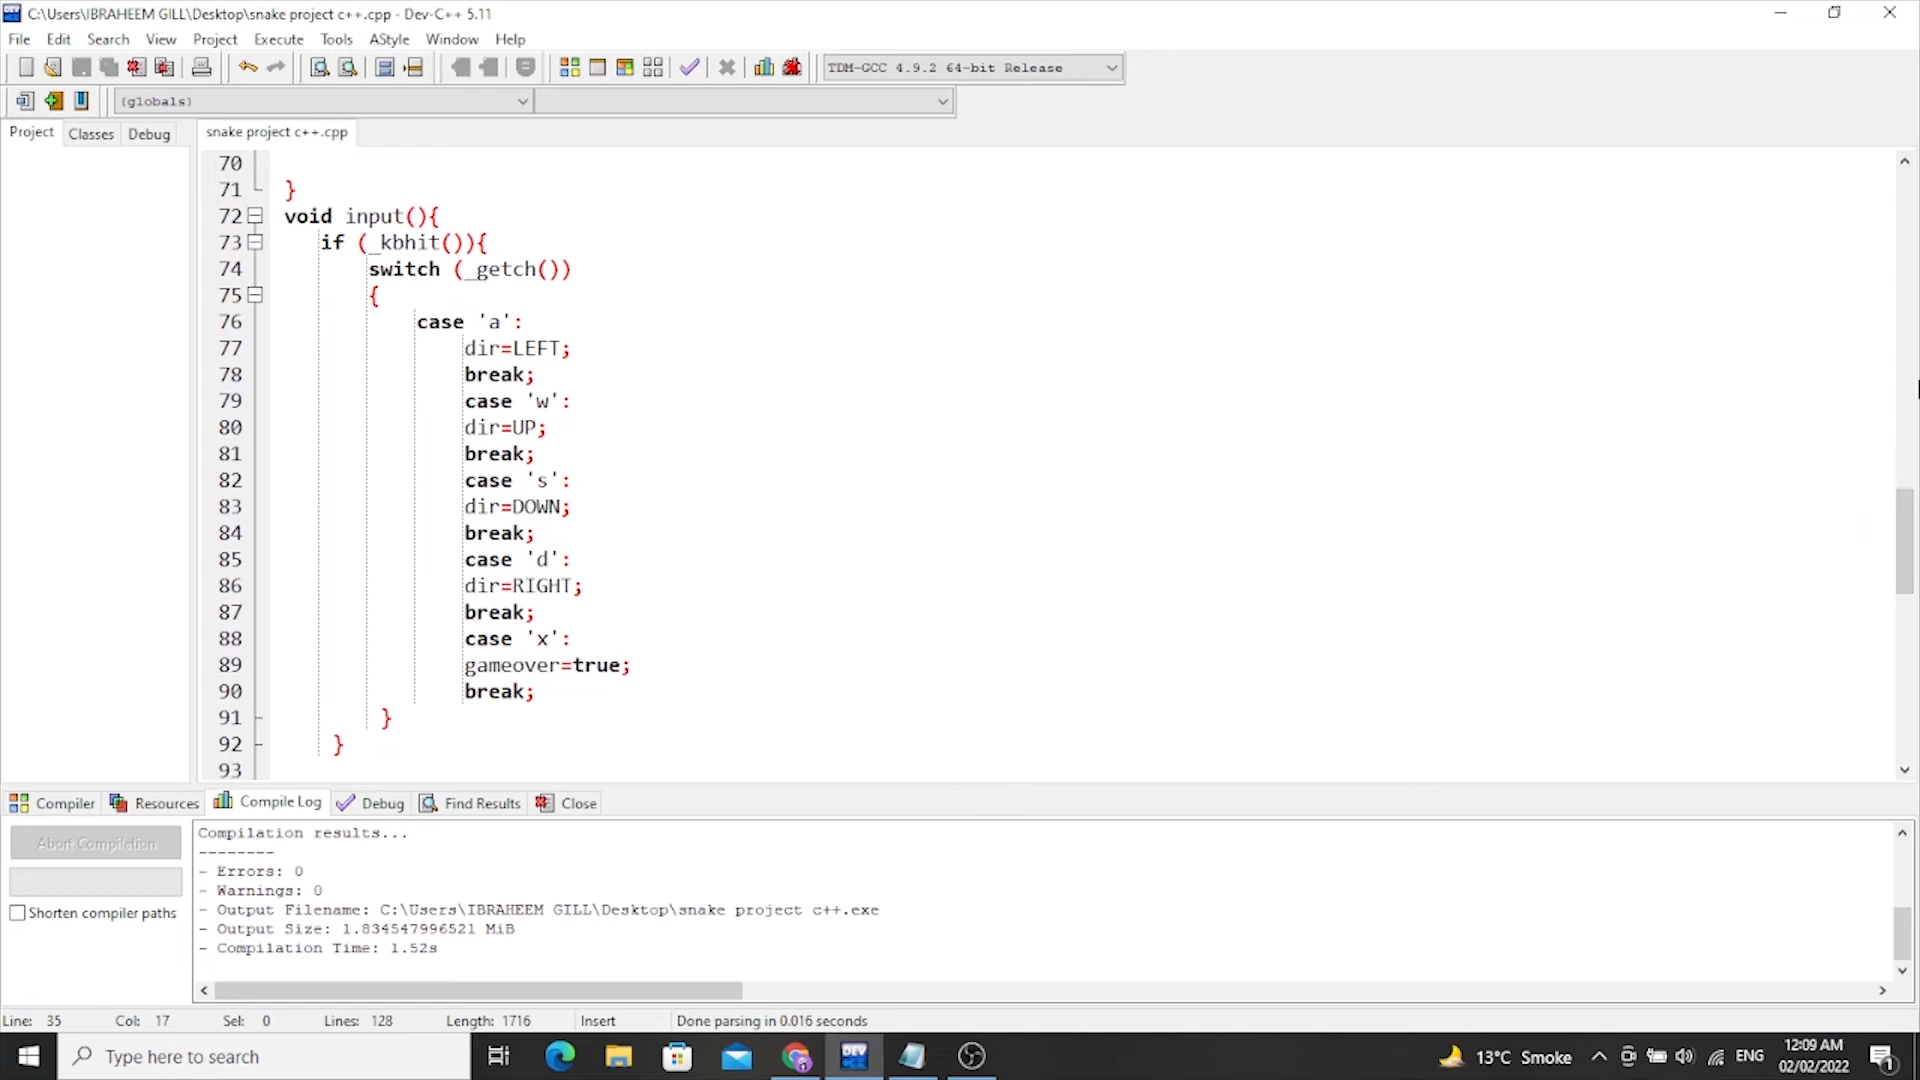 C:\Users\IBRAHEEM GILL\Desktop\snake project c++.cpp - Dev-C++ 5.11
File Edit Search View Project Execute Tools AStyle Window Help
TDM-GCC 4.9.2 64-bit Release
(globals)
Project Classes Debug snake project c++.cpp
70
71 }
72 void input(){
73 if (_kbhit()){
74 switch (_getch())
75 {
76 case 'a':
77 dir=LEFT;
78 break;
79 case 'w':
80 dir=UP;
81 break;
82 case 's':
83 dir=DOWN;
84 break;
85 case 'd':
86 dir=RIGHT;
87 break;
88 case 'x':
89 gameover=true;
90 break;
91 }
92 }
93
Compiler Resources Compile Log Debug Find Results Close
Abort Compilation
Shorten compiler paths
Compilation results...
--------
- Errors: 0
- Warnings: 0
- Output Filename: C:\Users\IBRAHEEM GILL\Desktop\snake project c++.exe
- Output Size: 1.834547996521 MiB
- Compilation Time: 1.52s
Line: 35 Col: 17 Sel: 0 Lines: 128 Length: 1716 Insert Done parsing in 0.016 seconds
Type here to search
DEV
13°C Smoke
ENG
12:09 AM
02/02/2022
1